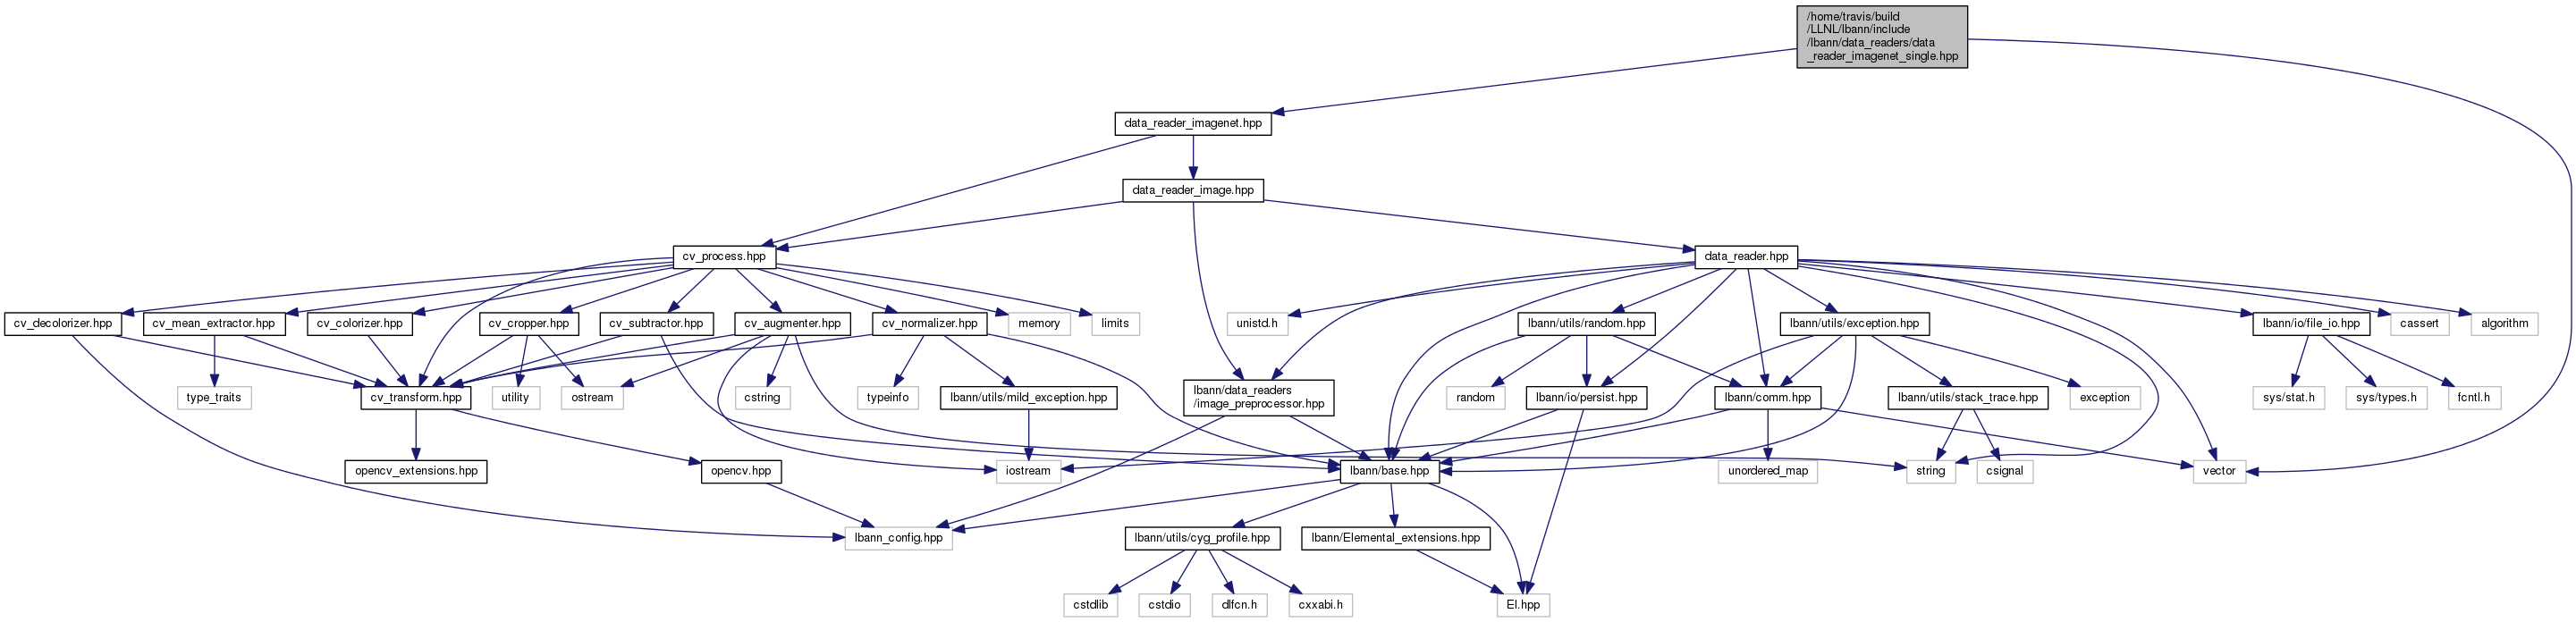 /home/travis/build
/LLNL/lbann/include
/lbann/data_readers/data
_reader_imagenet_single.hpp
data_reader_imagenet.hpp
data_reader_image.hpp
cv_process.hpp
data_reader.hpp
cv_decolorizer.hpp
cv_mean_extractor.hpp
cv_colorizer.hpp
cv_cropper.hpp
cv_subtractor.hpp
cv_augmenter.hpp
cv_normalizer.hpp
memory
limits
unistd.h
lbann/utils/random.hpp
lbann/utils/exception.hpp
lbann/io/file_io.hpp
cassert
algorithm
type_traits
cv_transform.hpp
utility
ostream
cstring
typeinfo
lbann/utils/mild_exception.hpp
lbann/data_readers
/image_preprocessor.hpp
random
lbann/io/persist.hpp
lbann/comm.hpp
lbann/utils/stack_trace.hpp
exception
sys/stat.h
sys/types.h
fcntl.h
opencv_extensions.hpp
opencv.hpp
iostream
lbann/base.hpp
unordered_map
string
csignal
vector
lbann_config.hpp
lbann/utils/cyg_profile.hpp
lbann/Elemental_extensions.hpp
cstdlib
cstdio
dlfcn.h
cxxabi.h
El.hpp